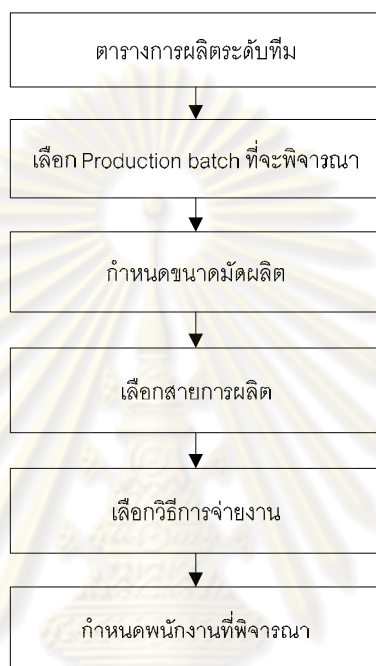 ตารางการผลิตระดับทีม
เลือก Production batch ที่จะพิจารณา
กำหนดขนาดมัดผลิต
เลือกสายการผลิต
เลือกวิธีการจ่ายงาน
กำหนดพนักงานที่พิจารณา